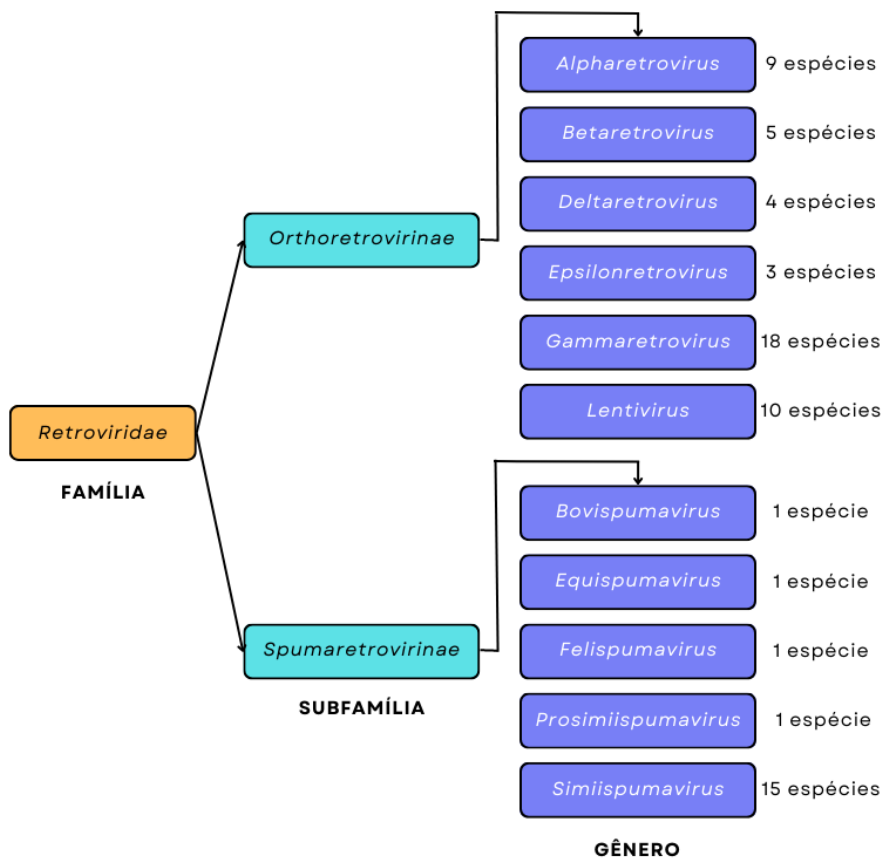 Alpharetrovirus 9 espécies
Betaretrovirus 5 espécies
Deltaretrovirus 4 espécies
Orthoretrovirinae
Epsilonretrovirus 3 espécies
Gammaretrovirus 18 espécies
Lentivirus 10 espécies
Retroviridae
FAMÍLIA
Bovispumavirus 1 espécie
Equispumavirus 1 espécie
Spumaretrovirinae
Felispumavirus 1 espécie
SUBFAMÍLIA
Prosimiispumavirus 1 espécie
Simiispumavirus 15 espécies
GÊNERO